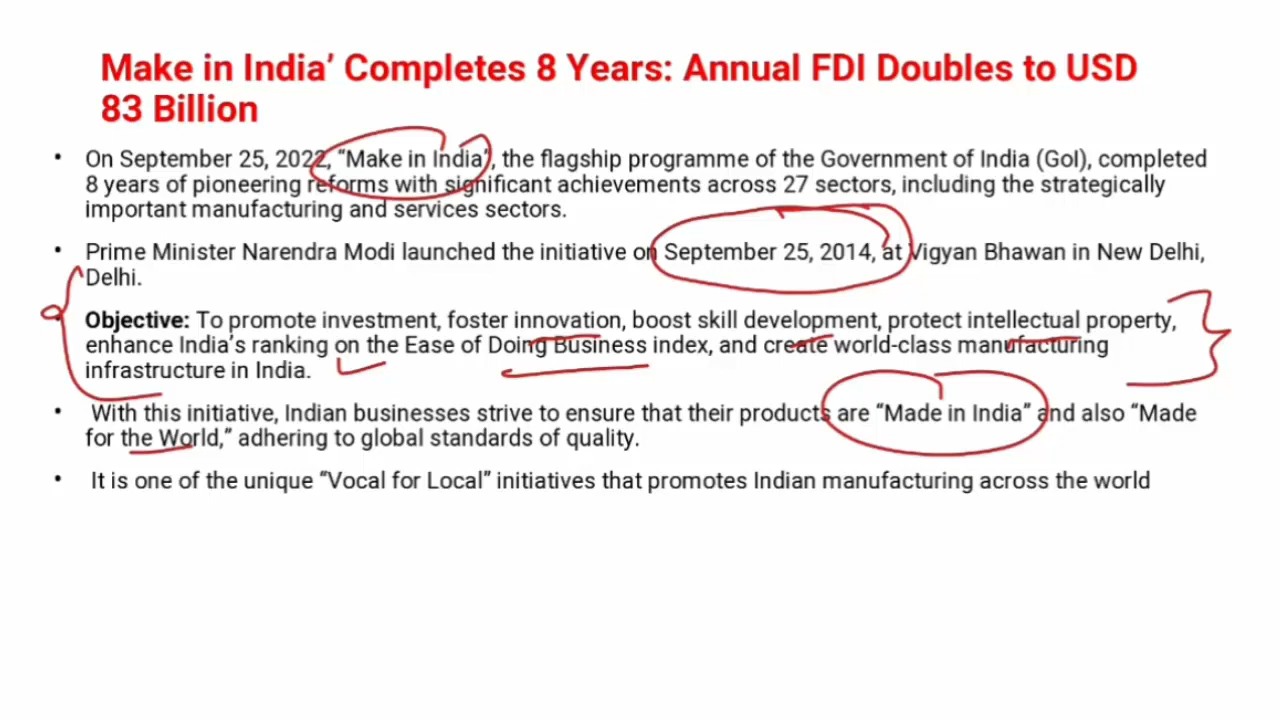 Make in India’ Completes 8 Years: Annual FDI Doubles to USD
83 Billion
• On September 25, 2022, “Make in India”, the flagship programme of the Government of India (GoI), completed
8 years of pioneering reforms with significant achievements across 27 sectors, including the strategically
important manufacturing and services sectors.
• Prime Minister Narendra Modi launched the initiative on September 25, 2014, at Vigyan Bhawan in New Delhi,
Delhi.
• Objective: To promote investment, foster innovation, boost skill development, protect intellectual property,
enhance India’s ranking on the Ease of Doing Business index, and create world-class manufacturing
infrastructure in India.
• With this initiative, Indian businesses strive to ensure that their products are “Made in India” and also “Made
for the World,” adhering to global standards of quality.
• It is one of the unique “Vocal for Local” initiatives that promotes Indian manufacturing across the world